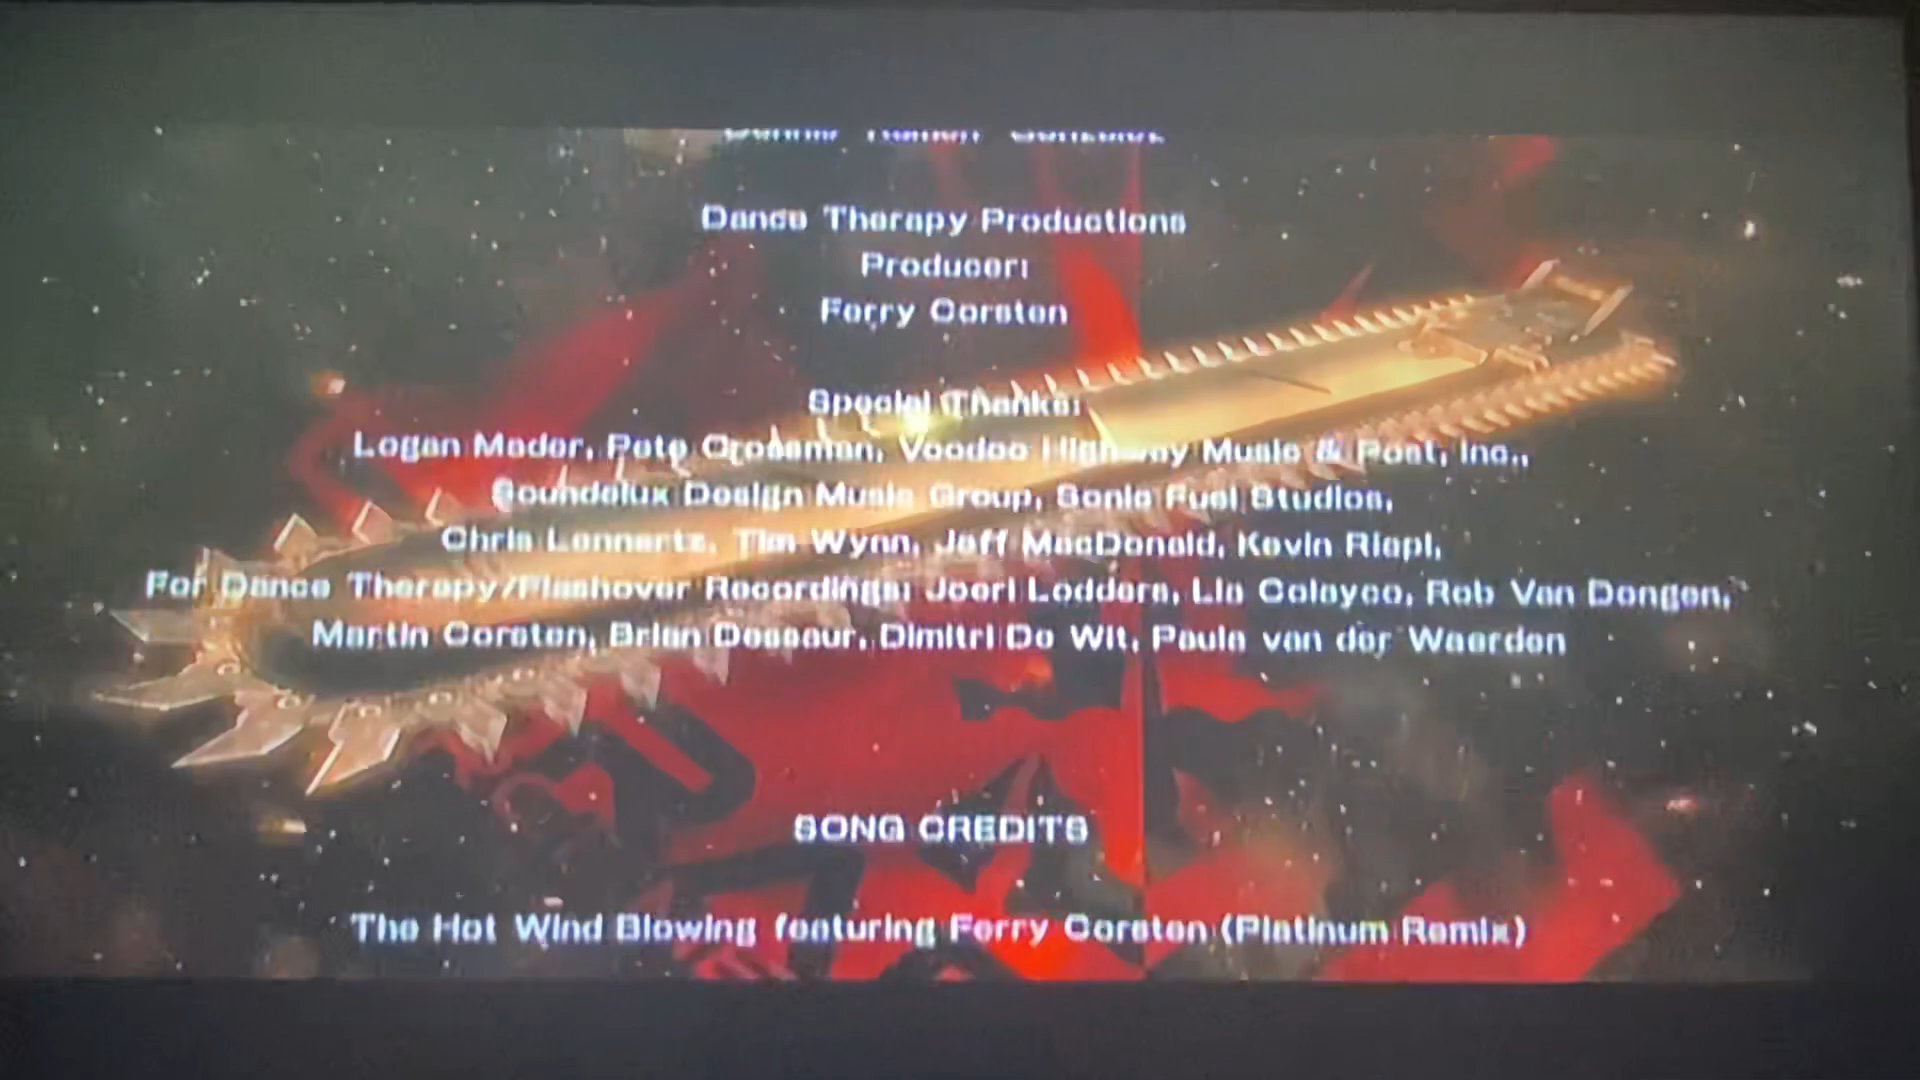 Dance Therapy Productions
Producer:
Ferry Corsten
Special Thanks:
Logan Mader, Pete Grossman, Voodoo Highway Music & Post, Inc.,
Soundelux Design Music Group, Sonic Fuel Studios,
Chris Lennertz, Tim Wynn, Jeff MacDonald, Kevin Riepl,
For Dance Therapy/Flashover Recordings: Joeri Lodders, Lia Colayco, Rob Van Dongen,
Martin Corsten, Brian Dessaur, Dimitri De Wit, Paula van der Waarden
SONG CREDITS
The Hot Wind Blowing featuring Ferry Corsten (Platinum Remix)